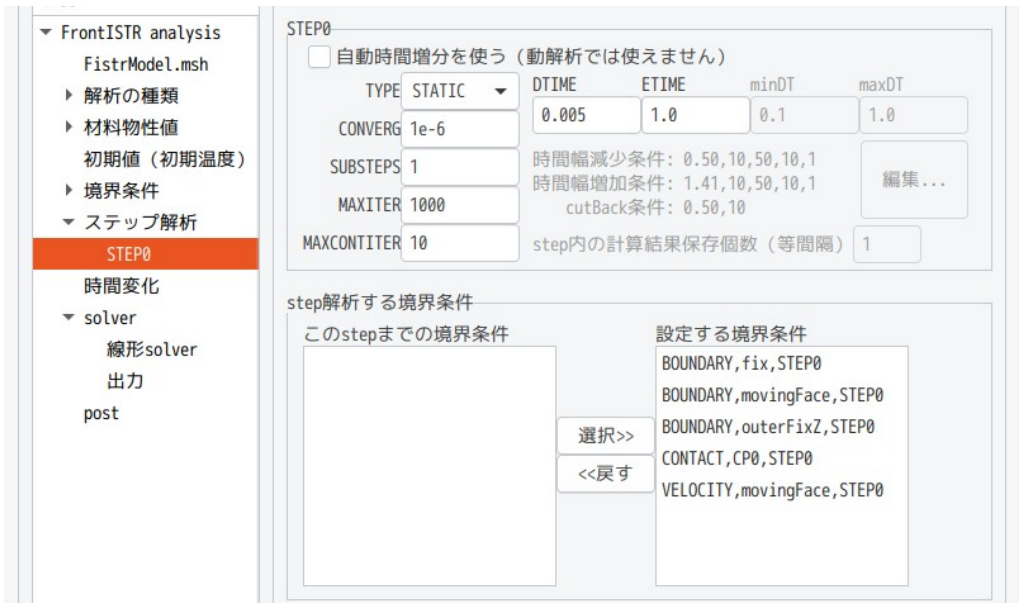 FrontISTR analysis
FistrModel.msh
解析の種類
材料物性値
初期値（初期温度）
境界条件
ステップ解析
STEP0
時間変化
solver
線形solver
出力
post
STEP0
自動時間増分を使う（動解析では使えません）
TYPE STATIC
DTIME ETIME minDT maxDT
0.005 1.0 0.1 1.0
CONVERG 1e-6
SUBSTEPS 1
MAXITER 1000
MAXCONTITER 10
時間幅減少条件: 0.50,10,50,10,1
時間幅増加条件: 1.41,10,50,10,1
cutBack条件: 0.50,10
編集...
step内の計算結果保存個数（等間隔） 1
step解析する境界条件
このstepまでの境界条件
選択>>
<<戻す
設定する境界条件
BOUNDARY,fix,STEP0
BOUNDARY,movingFace,STEP0
BOUNDARY,outerFixZ,STEP0
CONTACT,CP0,STEP0
VELOCITY,movingFace,STEP0